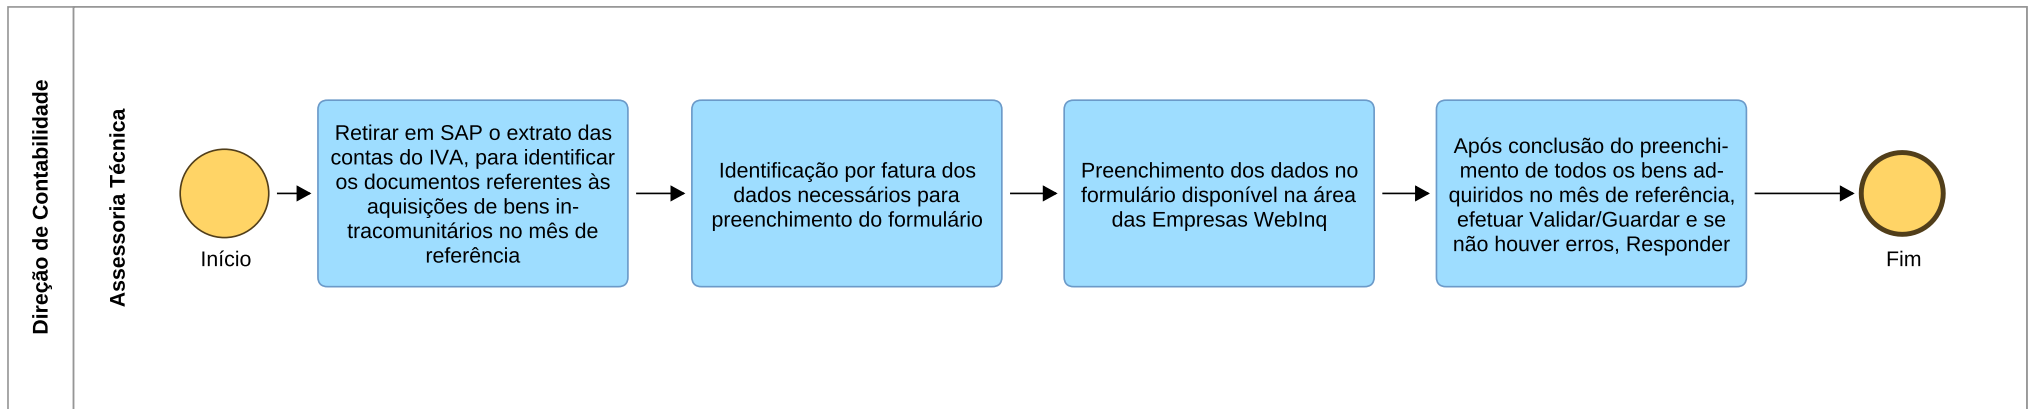 Direção de Contabilidade
Assessoria Técnica
Início
Retirar em SAP o extrato das
contas do IVA, para identificar
os documentos referentes às
aquisições de bens in-
tracomunitários no mês de
referência
Identificação por fatura dos
dados necessários para
preenchimento do formulário
Preenchimento dos dados no
formulário disponível na área
das Empresas WebInq
Após conclusão do preenchi-
mento de todos os bens ad-
quiridos no mês de referência,
efetuar Validar/Guardar e se
não houver erros, Responder
Fim